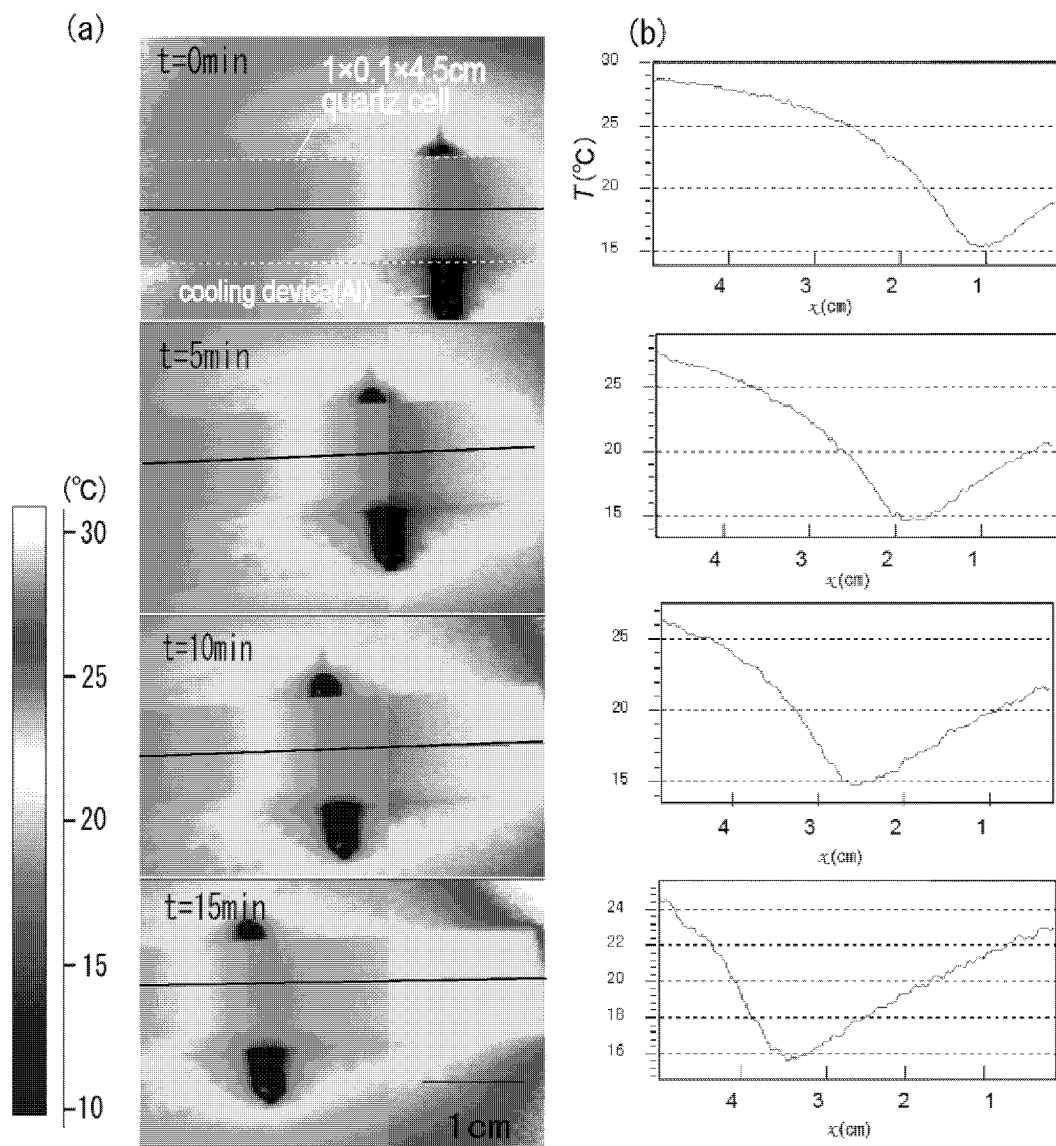 (a)
t=0min
1×0.1×4.5cm
quartz cell
cooling device(Al)
t=5min
t=10min
t=15min
1cm
(℃)
30
25
20
15
10
(b)
T(℃)
30
25
20
15
4 3 2 1
x(cm)
25
20
15
4 3 2 1
x(cm)
25
20
15
4 3 2 1
x(cm)
24
22
20
18
16
4 3 2 1
x(cm)